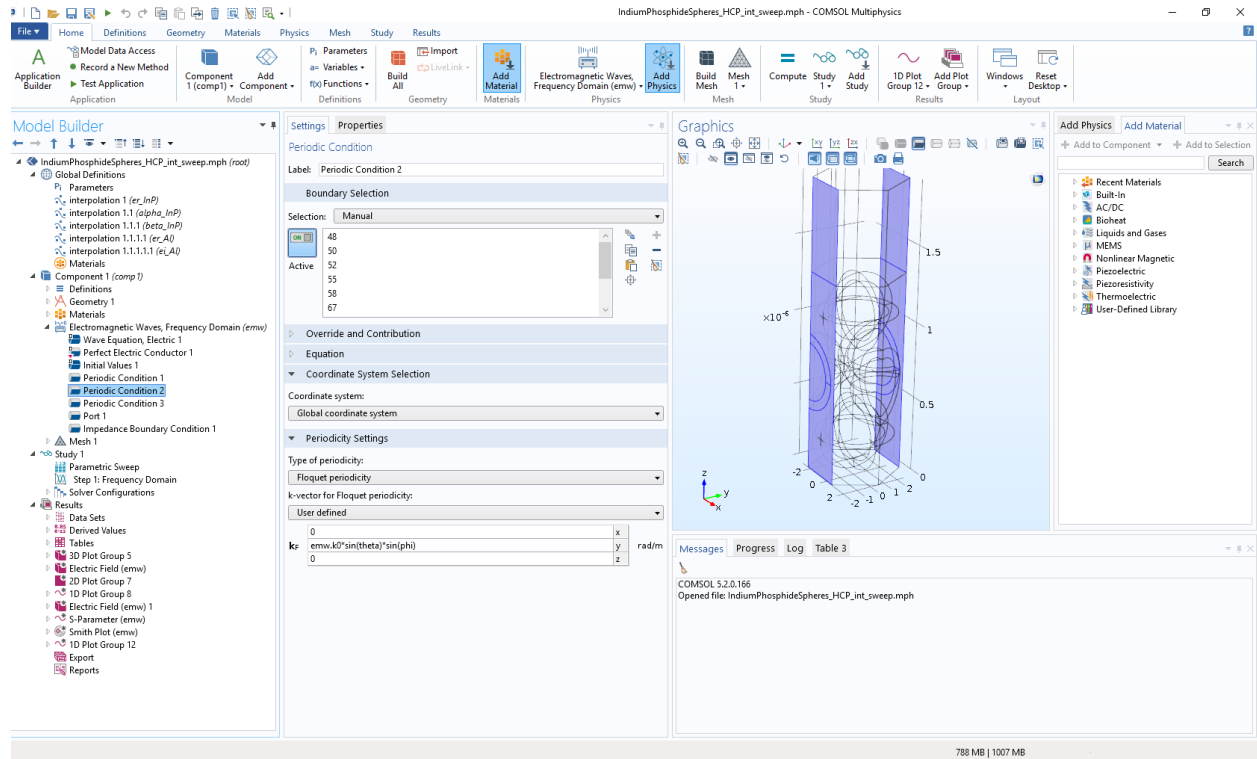 IndiumPhosphideSpheres_HCP_int_sweep.mph - COMSOL Multiphysics
File Home Definitions Geometry Materials Physics Mesh Study Results
Application Builder
Model Data Access
Record a New Method
Test Application
Application
Component 1 (comp1)
Add Component
Model
Pi Parameters
a= Variables
f(x) Functions
Definitions
Build All
Import
LiveLink
Geometry
Add Material
Materials
Electromagnetic Waves, Frequency Domain (emw)
Add Physics
Physics
Build Mesh
Mesh 1
Mesh
Compute
Study 1
Add Study
Study
1D Plot Group 12
Add Plot Group
Results
Windows
Reset Desktop
Layout
Model Builder
IndiumPhosphideSpheres_HCP_int_sweep.mph (root)
Global Definitions
Pi Parameters
interpolation 1 (er_InP)
interpolation 1.1 (alpha_InP)
interpolation 1.1.1 (beta_InP)
interpolation 1.1.1.1 (er_Al)
interpolation 1.1.1.1.1 (ei_Al)
Materials
Component 1 (comp1)
Definitions
Geometry 1
Materials
Electromagnetic Waves, Frequency Domain (emw)
Wave Equation, Electric 1
Perfect Electric Conductor 1
Initial Values 1
Periodic Condition 1
Periodic Condition 2
Periodic Condition 3
Port 1
Impedance Boundary Condition 1
Mesh 1
Study 1
Parametric Sweep
Step 1: Frequency Domain
Solver Configurations
Results
Data Sets
Derived Values
Tables
3D Plot Group 5
Electric Field (emw)
2D Plot Group 7
1D Plot Group 8
Electric Field (emw) 1
S-Parameter (emw)
Smith Plot (emw)
1D Plot Group 12
Export
Reports
Settings Properties
Periodic Condition
Label: Periodic Condition 2
Boundary Selection
Selection: Manual
ON
Active
48
50
52
55
58
67
Override and Contribution
Equation
Coordinate System Selection
Coordinate system:
Global coordinate system
Periodicity Settings
Type of periodicity:
Floquet periodicity
k-vector for Floquet periodicity:
User defined
0 x
kF emw.k0*sin(theta)*sin(phi) y rad/m
0 z
Graphics
xy yz zx
1.5
×10⁻⁶
1
0.5
-2
0
2
-2
-1
0
1
2
0
z
y
x
Messages Progress Log Table 3
COMSOL 5.2.0.166
Opened file: IndiumPhosphideSpheres_HCP_int_sweep.mph
Add Physics Add Material
Add to Component Add to Selection
Search
Recent Materials
Built-In
AC/DC
Bioheat
Liquids and Gases
MEMS
Nonlinear Magnetic
Piezoelectric
Piezoresistivity
Thermoelectric
User-Defined Library
788 MB | 1007 MB